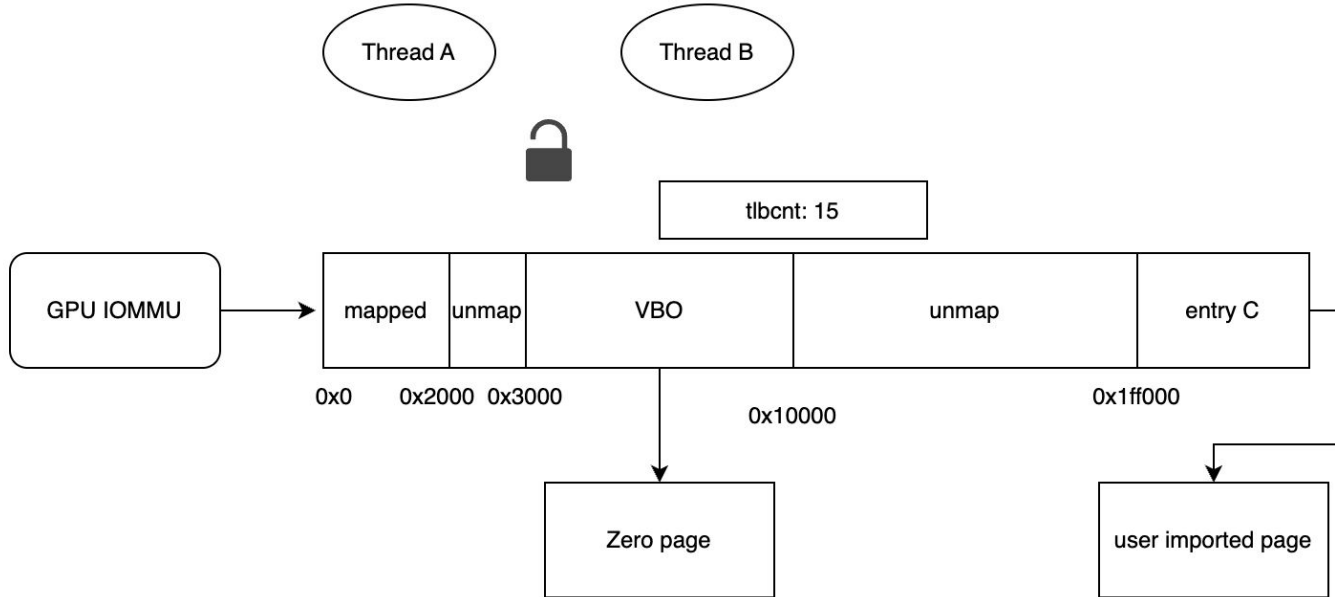 Thread A
Thread B
tlbcnt: 15
GPU IOMMU
mapped
unmap
VBO
unmap
entry C
0x0
0x2000
0x3000
0x10000
0x1ff000
Zero page
user imported page